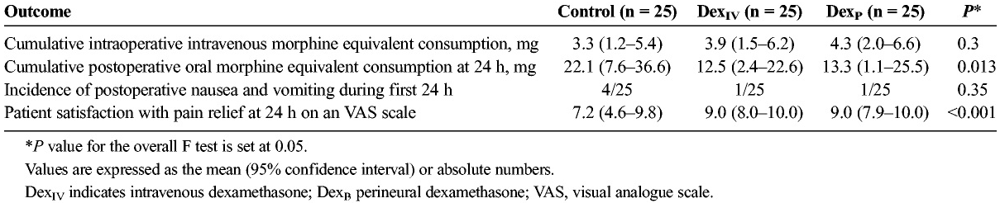 Outcome Control (n = 25) DexIV (n = 25) DexP (n = 25) P*
Cumulative intraoperative intravenous morphine equivalent consumption, mg 3.3 (1.2–5.4) 3.9 (1.5–6.2) 4.3 (2.0–6.6) 0.3
Cumulative postoperative oral morphine equivalent consumption at 24 h, mg 22.1 (7.6–36.6) 12.5 (2.4–22.6) 13.3 (1.1–25.5) 0.013
Incidence of postoperative nausea and vomiting during first 24 h 4/25 1/25 1/25 0.35
Patient satisfaction with pain relief at 24 h on an VAS scale 7.2 (4.6–9.8) 9.0 (8.0–10.0) 9.0 (7.9–10.0) <0.001
*P value for the overall F test is set at 0.05.
Values are expressed as the mean (95% confidence interval) or absolute numbers.
DexIV indicates intravenous dexamethasone; DexP, perineural dexamethasone; VAS, visual analogue scale.